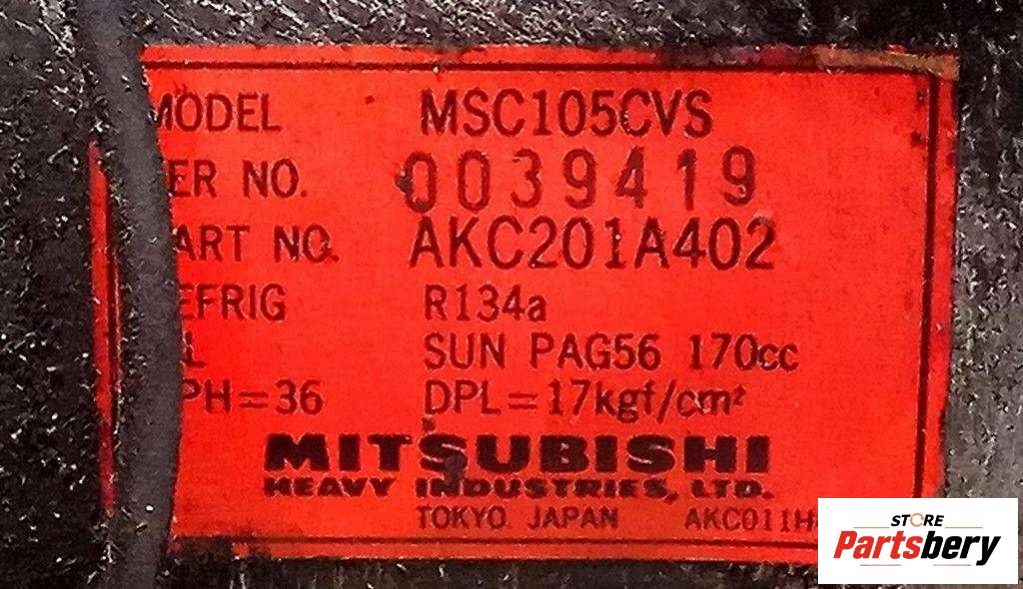 MODEL MSC105CVS
ER NO. 0039419
ART NO. AKC201A402
EFRIG R134a
L SUN PAG56 170cc
PH=36 DPL=17kgf/cm²
MITSUBISHI
HEAVY INDUSTRIES, LTD.
TOKYO JAPAN AKC011H
STORE
Partsbery